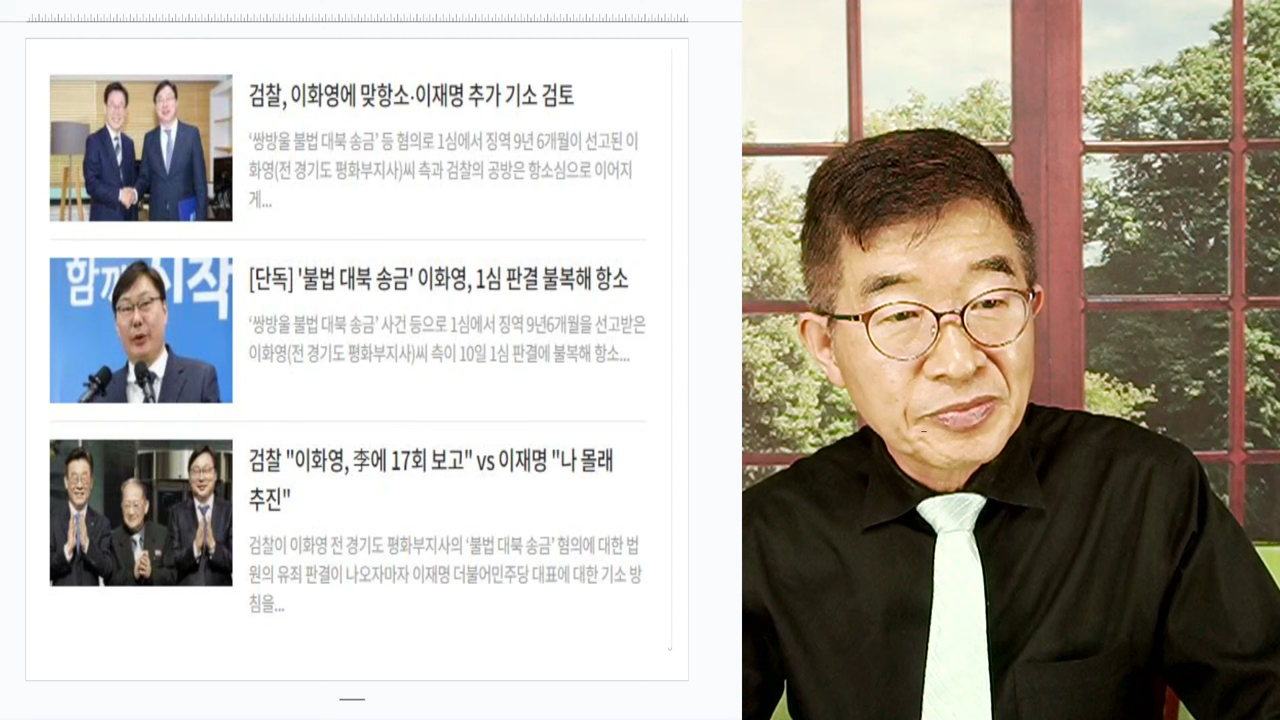 검찰, 이화영에 맞항소·이재명 추가 기소 검토
‘쌍방울 불법 대북 송금’ 등 혐의로 1심에서 징역 9년 6개월이 선고된 이
화영(전 경기도 평화부지사)씨 측과 검찰의 공방은 항소심으로 이어지
게...
함께 시작
[단독] '불법 대북 송금' 이화영, 1심 판결 불복해 항소
‘쌍방울 불법 대북 송금’ 사건 등으로 1심에서 징역 9년6개월을 선고받은
이화영(전 경기도 평화부지사)씨 측이 10일 1심 판결에 불복해 항소...
검찰 "이화영, 李에 17회 보고" vs 이재명 "나 몰래
추진"
검찰이 이화영 전 경기도 평화부지사의 ‘불법 대북 송금’ 혐의에 대한 법
원의 유죄 판결이 나오자마자 이재명 더불어민주당 대표에 대한 기소 방
침을...